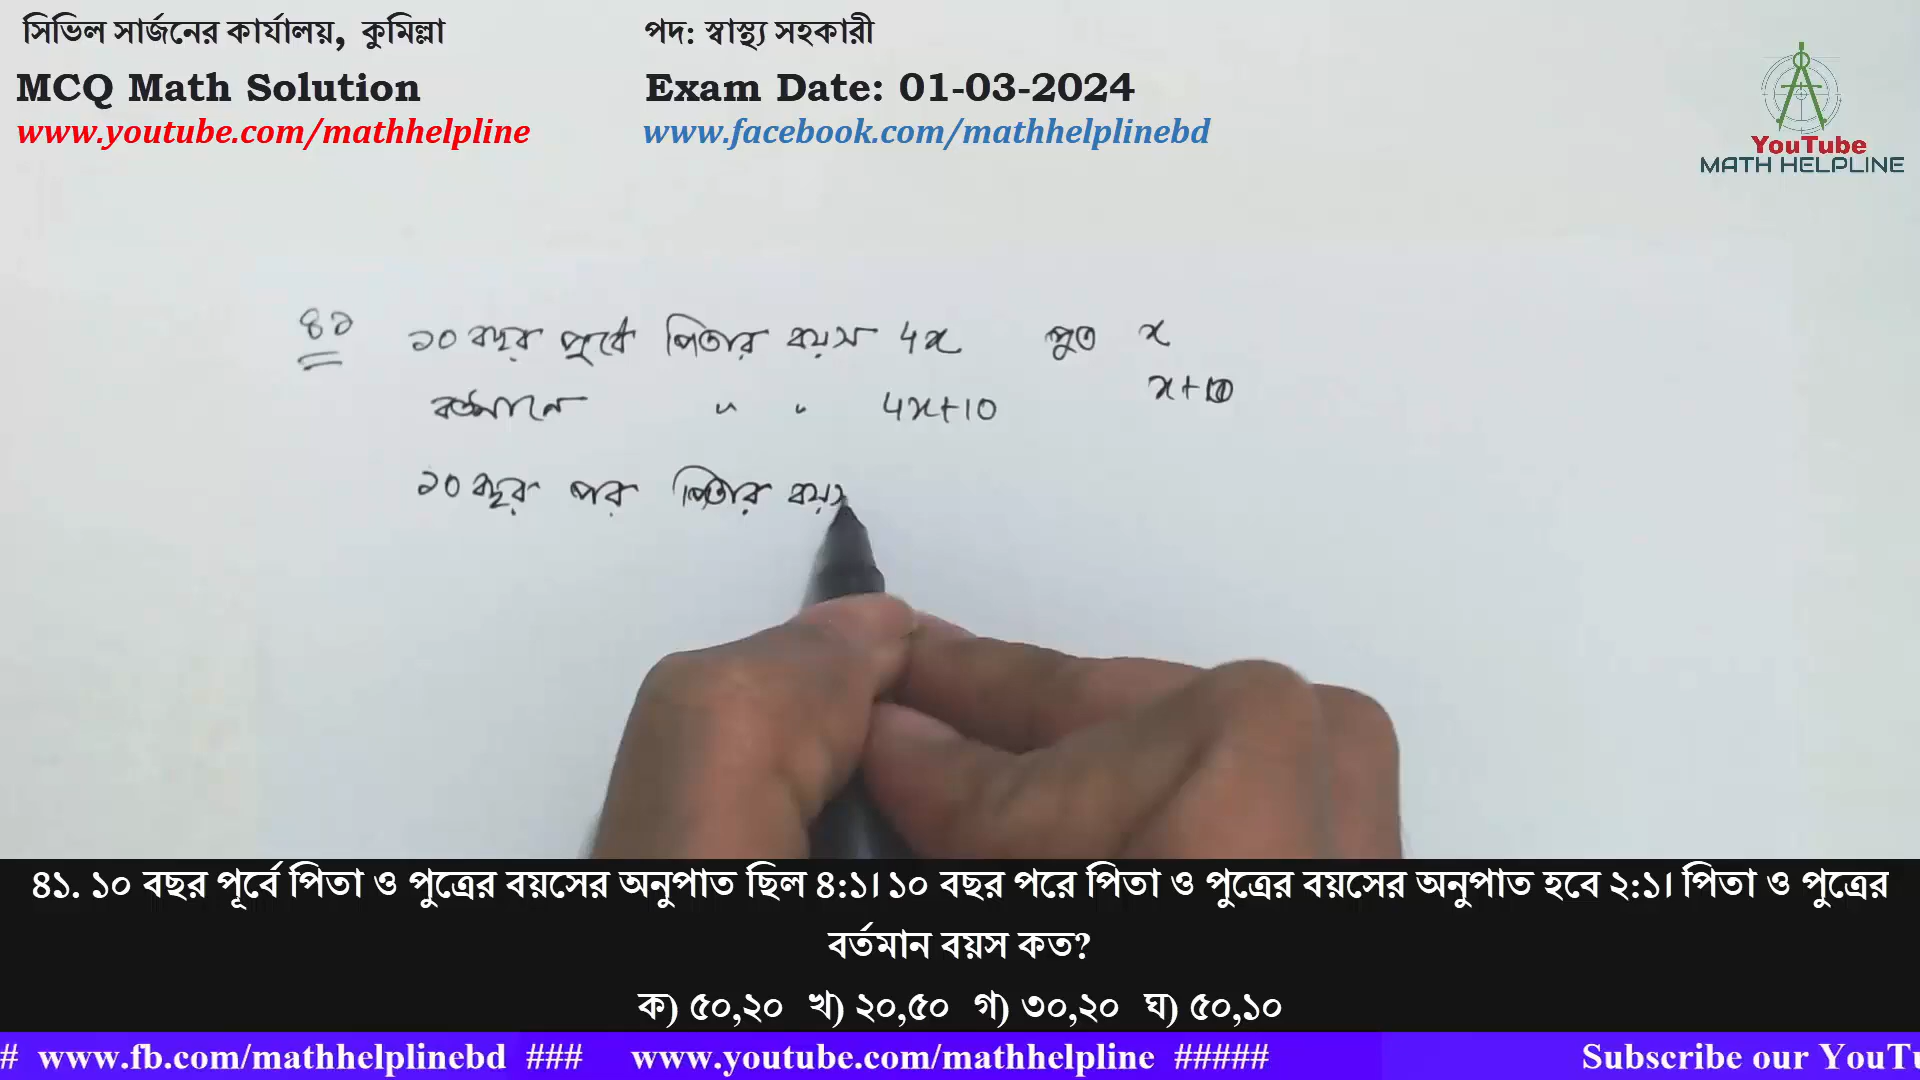 সিভিল সার্জনের কার্যালয়, কুমিল্লা
পদ: স্বাস্থ্য সহকারী
MCQ Math Solution
Exam Date: 01-03-2024
www.youtube.com/mathhelpline
www.facebook.com/mathhelplinebd
YouTube
MATH HELPLINE
৪১ ১০ বছর পূর্বে পিতার বয়স 4x পুত্র x
বর্তমানে " " 4x+10 x+10
১০ বছর পর পিতার বয়স
৪১. ১০ বছর পূর্বে পিতা ও পুত্রের বয়সের অনুপাত ছিল ৪:১। ১০ বছর পরে পিতা ও পুত্রের বয়সের অনুপাত হবে ২:১। পিতা ও পুত্রের
বর্তমান বয়স কত?
ক) ৫০,২০ খ) ২০,৫০ গ) ৩০,২০ ঘ) ৫০,১০
# www.fb.com/mathhelplinebd ### www.youtube.com/mathhelpline ##### Subscribe our YouTu